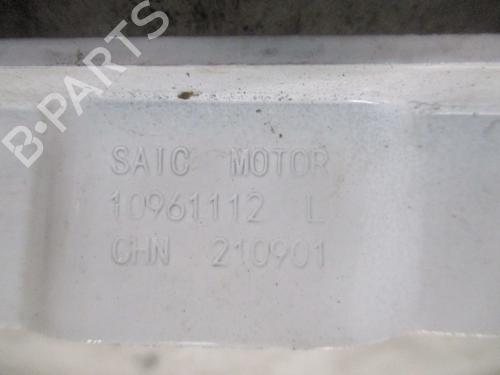 B-PARTS
SAIC MOTOR
10961112 L
CHN 210901